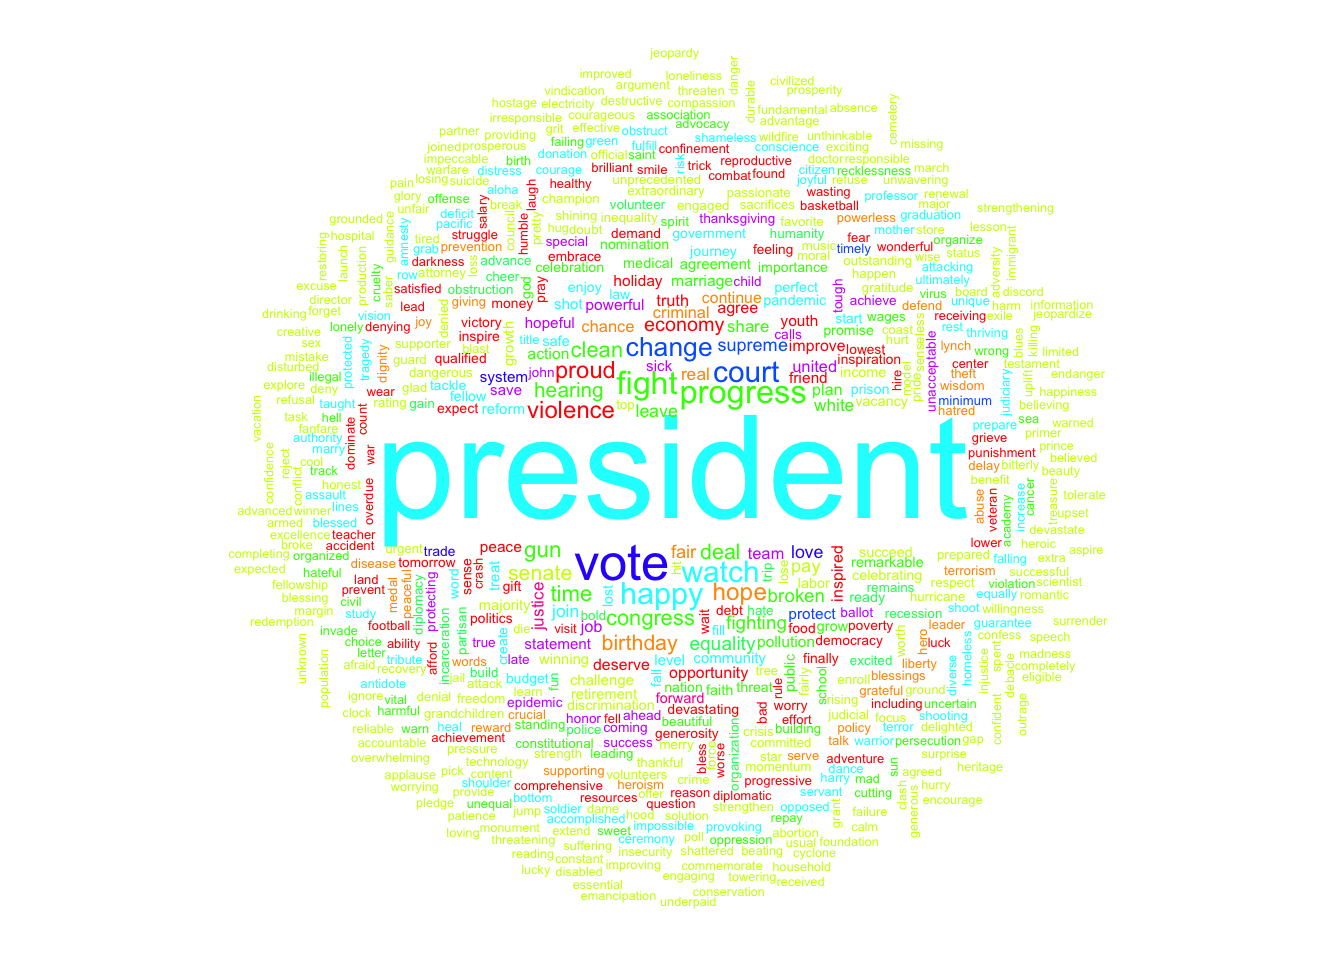 jeopardy
improved loneliness danger civilized
vindication argument threaten durable prosperity
hostage electricity destructive compassion fundamental absence cemetery
irresponsible courageous association advocacy advantage
partner providing grit effective obstruct shameless wildfire unthinkable missing
joined prosperous failing green fulfill confinement conscience exciting
impeccable birth donation official saint risk trick reproductive citizen doctor responsible march
warfare distress courage brilliant smile combat found joyful refuse recklessness unwavering
pain losing suicide aloha healthy unprecedented extraordinary passionate wasting professor renewal
glory offense break laugh champion volunteer engaged sacrifices basketball major strengthening
unfair deficit salary humble council pretty shining inequality spirit thanksgiving favorite powerless graduation
grounded hospital guidance amnesty pacific struggle hug doubt demand government humanity music mother store lesson
restoring launch tired grab prevention special nomination journey feeling moral fear timely wonderful organize status
excuse production cruelty saber attorney darkness loss advance embrace celebration medical agreement importance outstanding wise attacking adversity immigrant
director row satisfied obstruction cheer god pray enjoy holiday marriage child perfect happen gratitude ultimately board discord
drinking forget vision lead giving money shot law powerful truth continue pandemic tough achieve defend virus unique harm information
creative lonely denying joy denied victory hopeful chance criminal agree youth start wages receiving exile jeopardize
sex protected tragedy supporter inspire growth title safe economy share calls promise coast rest thriving blues killing
mistake dignity guard blast qualified action clean change supreme improve lowest hurt senseless lynch wrong limited
disturbed illegal dangerous john sick court inspiration income center testament
explore deny glad tackle system save proud fight real progress united friend hire novel pride unacceptable theft judiciary uplift endanger
vacation refusal taught wear rating gain fellow expect reform hearing violence top leave plan white prison vacancy wisdom minimum happiness
task hell count hatred believing
fanfare authority dominate president prepare sea warned
confidence reject conflict cool marry war grieve primer
track punishment prince
honest overdue delay bitterly believed
assault abuse benefit beauty
advanced winner lines veteran increase cancer treasure tolerate
armed blessed academy upset
excellence teacher devastate
broke accident urgent trade peace gun vote fair deal team love lower heroic
completing organized tomorrow crash hit trip lose succeed prepared falling extra aspire
expected hateful disease sense treat senate watch pay remarkable terrorism successful
fellowship land medal peaceful protecting word gift happy hope broken labor inspired celebrating respect violation scientist
blessing prevent diplomacy time lost ready remains hurricane equally romantic
margin civil majority justice join bold congress wait debt hate protect ballot recession shoot willingness
redemption study politics job fighting fill food grow poverty leader guarantee surrender
invade football partisan die visit birthday equality pollution democracy worth hero luck confess speech
unknown choice ability true statement level community finally excited liberty diverse homeless injustice spent madness
letter afford incarceration create late winning deserve fall tree public fairly completely
population afraid tribute recovery words build budget fun challenge opportunity nation faith threat school enroll blessings debacle eligible
antidote jail attack learn retirement rule grateful ground
ignore vital denial freedom epidemic discrimination forward devastating bad worry rising including uncertain confident outrage
clock harmful grandchildren crucial honor fell ahead beautiful effort judicial focus shooting
reliable warn heal reward standing police coming generosity organization crisis building policy terror delighted
accountable achievement constitutional success merry bless worse committed talk warrior persecution gap
overwhelming pressure strength leading force star serve adventure sun surprise
technology thankful momentum dance heritage
applause pick content supporting volunteers crime progressive harry mad agreed
worrying provide shoulder comprehensive heroism offer reason diplomatic servant cutting hurry
pledge unequal bottom resources question strengthen opposed grant clash generous encourage
patience jump soldier dame hood solution repay failure
loving monument accomplished extend sweet impossible poll provoking abortion calm
threatening suffering ceremony oppression usual foundation
reading constant insecurity shattered beating cyclone
lucky disabled improving commemorate household
essential engaging towering received
emancipation conservation
underpaid